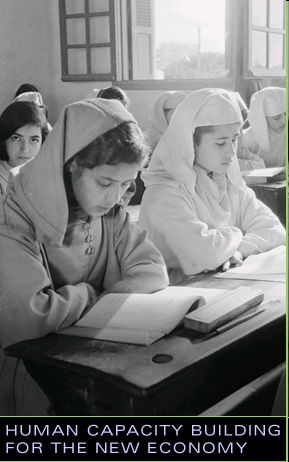 HUMAN CAPACITY BUILDING
FOR THE NEW ECONOMY